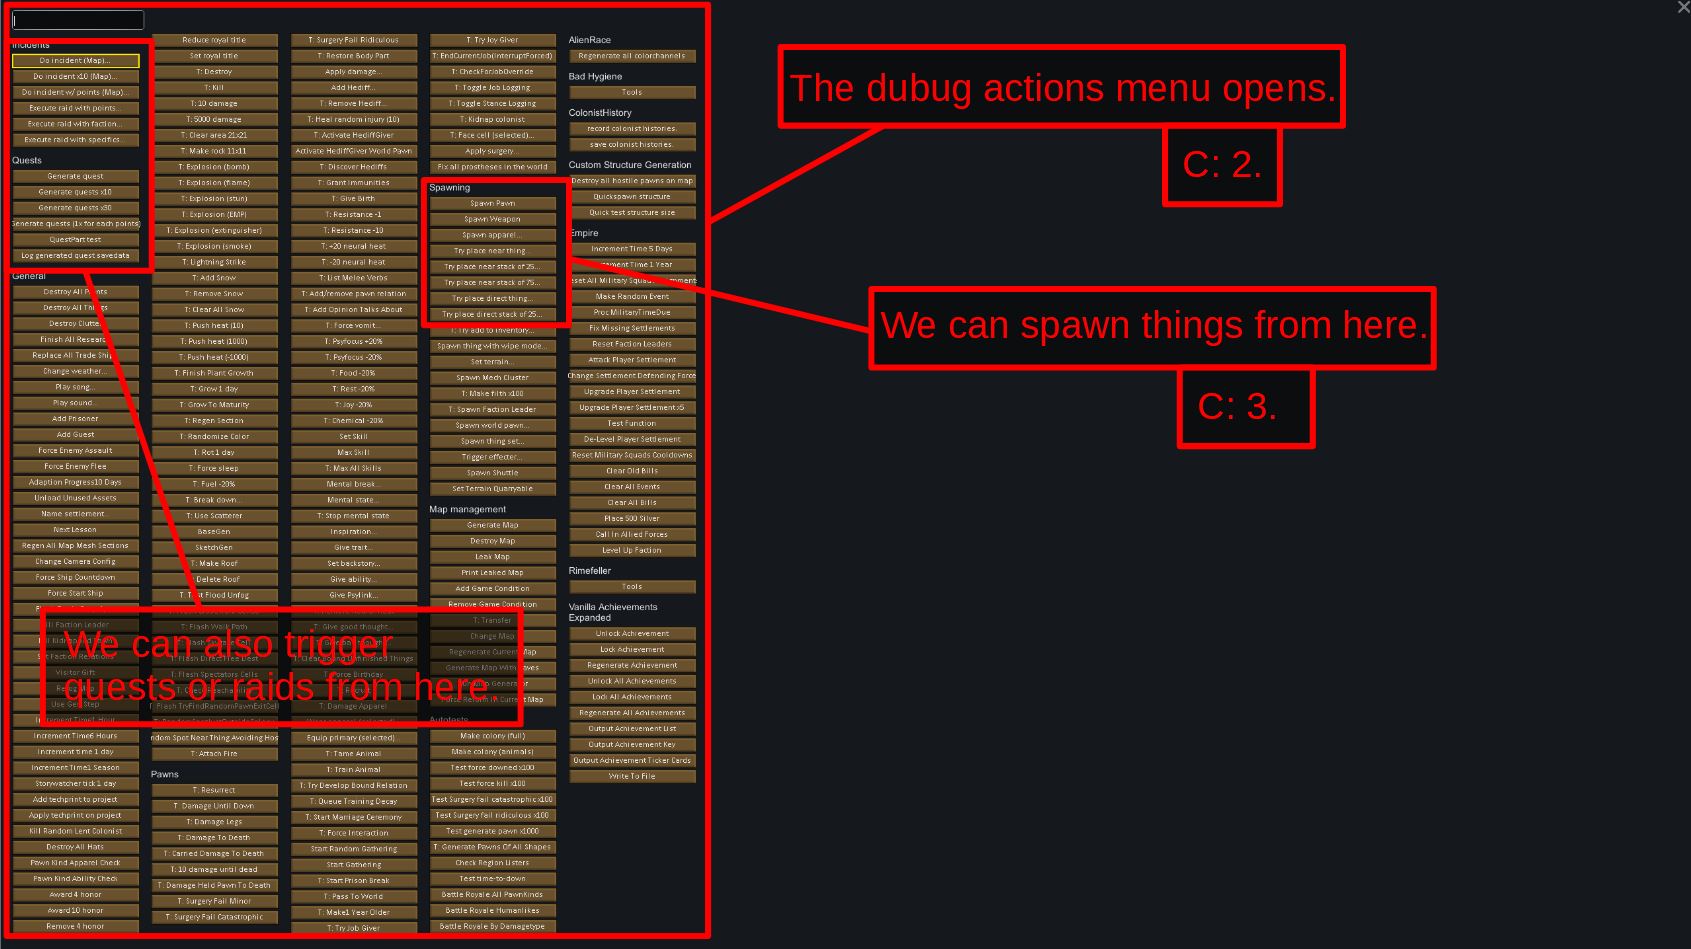 Incidents
Do incident (Map)...
Do incident x10 (Map)...
Do incident w/ points (Map)...
Execute raid with points...
Execute raid with faction...
Execute raid with specifics...
Quests
Generate quest
Generate quests x10
Generate quests x30
Generate quests (1x for each points)
QuestPart test
Log generated quest savedata
General
Destroy All Plants
Destroy All Things
Destroy Clutter
Finish All Research
Replace All Trade Ships
Change weather...
Play song...
Play sound...
Add Prisoner
Add Guest
Force Enemy Assault
Force Enemy Flee
Adaption Progress10 Days
Unload Unused Assets
Name settlement...
Next Lesson
Regen All Map Mesh Sections
Change Camera Config
Force Ship Countdown
Force Start Ship
Kill Faction Leader
Set Faction Relations
Visitor Gift
Refog Map
Use GenStep
Increment Time1 Hour
Increment Time6 Hours
Increment time 1 day
Increment Time1 Season
Storywatcher tick 1 day
Add techprint to project
Apply techprint on project
Kill Random Lent Colonist
Destroy All Hats
Pawn Kind Apparel Check
Pawn Kind Ability Check
Award 4 honor
Award 10 honor
Remove 4 honor
Reduce royal title
Set royal title
T: Destroy
T: Kill
T: 10 damage
T: 5000 damage
T: Clear area 21x21
T: Make rock 11x11
T: Explosion (bomb)
T: Explosion (flame)
T: Explosion (stun)
T: Explosion (EMP)
T: Explosion (extinguisher)
T: Explosion (smoke)
T: Lightning Strike
T: Add Snow
T: Remove Snow
T: Clear All Snow
T: Push heat (10)
T: Push heat (1000)
T: Push heat (-1000)
T: Finish Plant Growth
T: Grow 1 day
T: Grow To Maturity
T: Regen Section
T: Randomize Color
T: Rot 1 day
T: Force sleep
T: Fuel -20%
T: Break down...
T: Use Scatterer
BaseGen
SketchGen
T: Make Roof
T: Delete Roof
T: Test Flood Unfog
T: Flash Walk Path
T: Flash Direct Flee Dest
T: Flash Spectators Cells
T: Check Reachability
T: Flash TryFindRandomPawnExitCell
ndom Spot Near Thing Avoiding Hos
T: Attach Fire
Pawns
T: Resurrect
T: Damage Until Down
T: Damage Legs
T: Damage To Death
T: Carried Damage To Death
T: 10 damage until dead
T: Damage Held Pawn To Death
T: Surgery Fail Minor
T: Surgery Fail Catastrophic
T: Surgery Fail Ridiculous
T: Restore Body Part
Apply damage...
Add Hediff...
T: Remove Hediff...
T: Heal random injury (10)
T: Activate HediffGiver
Activate HediffGiver World Pawn
T: Discover Hediffs
T: Grant Immunities
T: Give Birth
T: Resistance -1
T: Resistance -10
T: +20 neural heat
T: -20 neural heat
T: List Melee Verbs
T: Add/remove pawn relation
T: Add Opinion Talks About
T: Force vomit...
T: Psyfocus +20%
T: Psyfocus -20%
T: Food -20%
T: Rest -20%
T: Joy -20%
T: Chemical -20%
Set Skill
Max Skill
T: Max All Skills
Mental break...
Mental state...
T: Stop mental state
Inspiration...
Give trait...
Set backstory...
Give ability...
Give Psylink...
T: Give good thought...
T: Clear Bound Unfinished Things
T: Force Birthday
T: Recruit
T: Damage Apparel
Equip primary (selected)...
T: Tame Animal
T: Train Animal
T: Try Develop Bound Relation
T: Queue Training Decay
T: Start Marriage Ceremony
T: Force Interaction
Start Random Gathering
Start Gathering
T: Start Prison Break
T: Pass To World
T: Make1 Year Older
T: Try Job Giver
T: Try Joy Giver
T: EndCurrentJob(InterruptForced)
T: CheckForJobOverride
T: Toggle Job Logging
T: Toggle Stance Logging
T: Kidnap colonist
T: Face cell (selected)...
Apply surgery...
Fix all prostheses in the world
Spawning
Spawn Pawn
Spawn Weapon
Spawn apparel...
Try place near thing...
Try place near stack of 25...
Try place near stack of 75...
Try place direct thing...
Try place direct stack of 25...
T: Try add to inventory...
Spawn thing with wipe mode...
Set terrain...
Spawn Mech Cluster
T: Make filth x100
T: Spawn Faction Leader
Spawn world pawn...
Spawn thing set...
Trigger effecter...
Spawn Shuttle
Set Terrain Quarryable
Map management
Generate Map
Destroy Map
Leak Map
Print Leaked Map
Add Game Condition
Remove Game Condition
T: Transfer
Change Map
Regenerate Current Map
Generate Map With Caves
Run Map Generator
Force Reform In Current Map
Autotests
Make colony (full)
Make colony (animals)
Test force downed x100
Test force kill x100
Test Surgery fail catastrophic x100
Test Surgery fail ridiculous x100
Test generate pawn x1000
T: Generate Pawns Of All Shapes
Check Region Listers
Test time-to-down
Battle Royale All PawnKinds
Battle Royale Humanlikes
Battle Royale By Damagetype
AlienRace
Regenerate all colorchannels
Bad Hygiene
Tools
ColonistHistory
record colonist histories.
save colonist histories.
Custom Structure Generation
Destroy all hostile pawns on map
Quickspawn structure
Quick test structure size
Empire
Increment Time 5 Days
Increment Time 1 Year
Make Random Event
Proc MilitaryTimeDue
Fix Missing Settlements
Reset Faction Leaders
Attack Player Settlement
Change Settlement Defending Force
Upgrade Player Settlement
Upgrade Player Settlement x5
Test Function
De-Level Player Settlement
Reset Military Squads Cooldowns
Clear Old Bills
Clear All Events
Clear All Bills
Place 500 Silver
Call In Allied Forces
Level Up Faction
Rimefeller
Tools
Vanilla Achievements
Expanded
Unlock Achievement
Lock Achievement
Regenerate Achievement
Unlock All Achievements
Lock All Achievements
Regenerate All Achievements
Output Achievement List
Output Achievement Key
Output Achievement Ticker Cards
Write To File
The dubug actions menu opens.
C: 2.
We can spawn things from here.
C: 3.
We can also trigger
quests or raids from here.